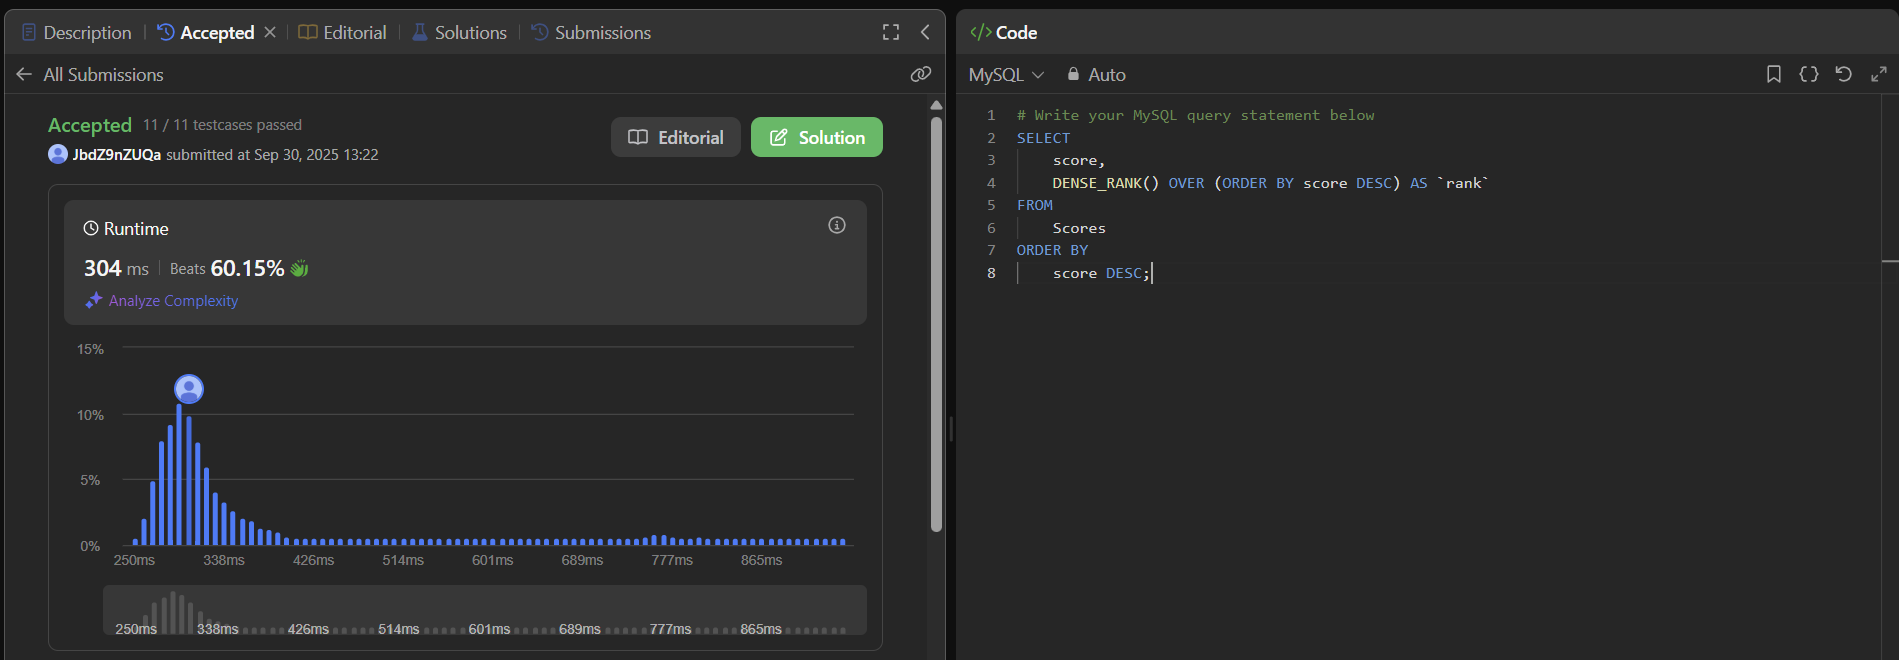 Description
Accepted
Editorial
Solutions
Submissions
All Submissions
Accepted 11 / 11 testcases passed
JbdZ9nZUQa submitted at Sep 30, 2025 13:22
Editorial
Solution
Runtime
304 ms Beats 60.15%
Analyze Complexity
15%
10%
5%
0%
250ms 338ms 426ms 514ms 601ms 689ms 777ms 865ms
250ms 338ms 426ms 514ms 601ms 689ms 777ms 865ms
</> Code
MySQL Auto
1 # Write your MySQL query statement below
2 SELECT
3 score,
4 DENSE_RANK() OVER (ORDER BY score DESC) AS `rank`
5 FROM
6 Scores
7 ORDER BY
8 score DESC;